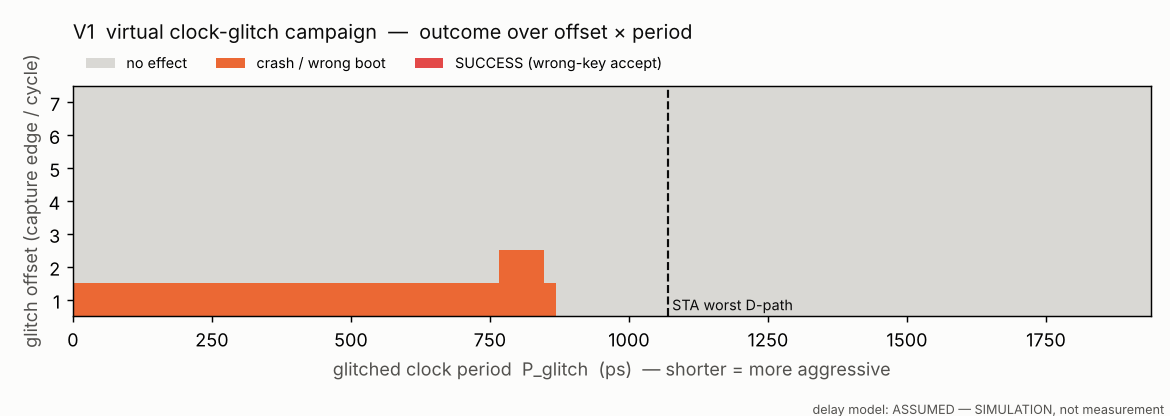 V1 virtual clock-glitch campaign — outcome over offset × period
no effect
crash / wrong boot
SUCCESS (wrong-key accept)
glitch offset (capture edge / cycle)
7
6
5
4
3
2
1
STA worst D-path
0 250 500 750 1000 1250 1500 1750
glitched clock period P_glitch (ps) — shorter = more aggressive
delay model: ASSUMED — SIMULATION, not measurement